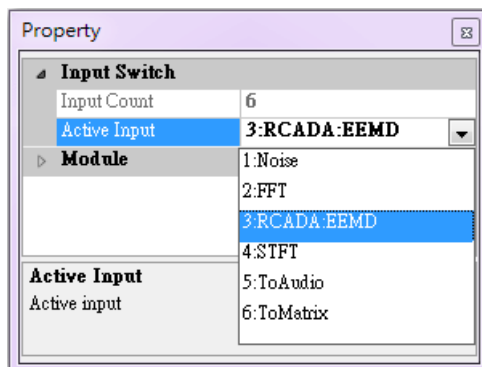 Property
Input Switch
Input Count 6
Active Input 3:RCADA:EEMD
Module
1:Noise
2:FFT
3:RCADA:EEMD
4:STFT
5:ToAudio
6:ToMatrix
Active Input
Active input